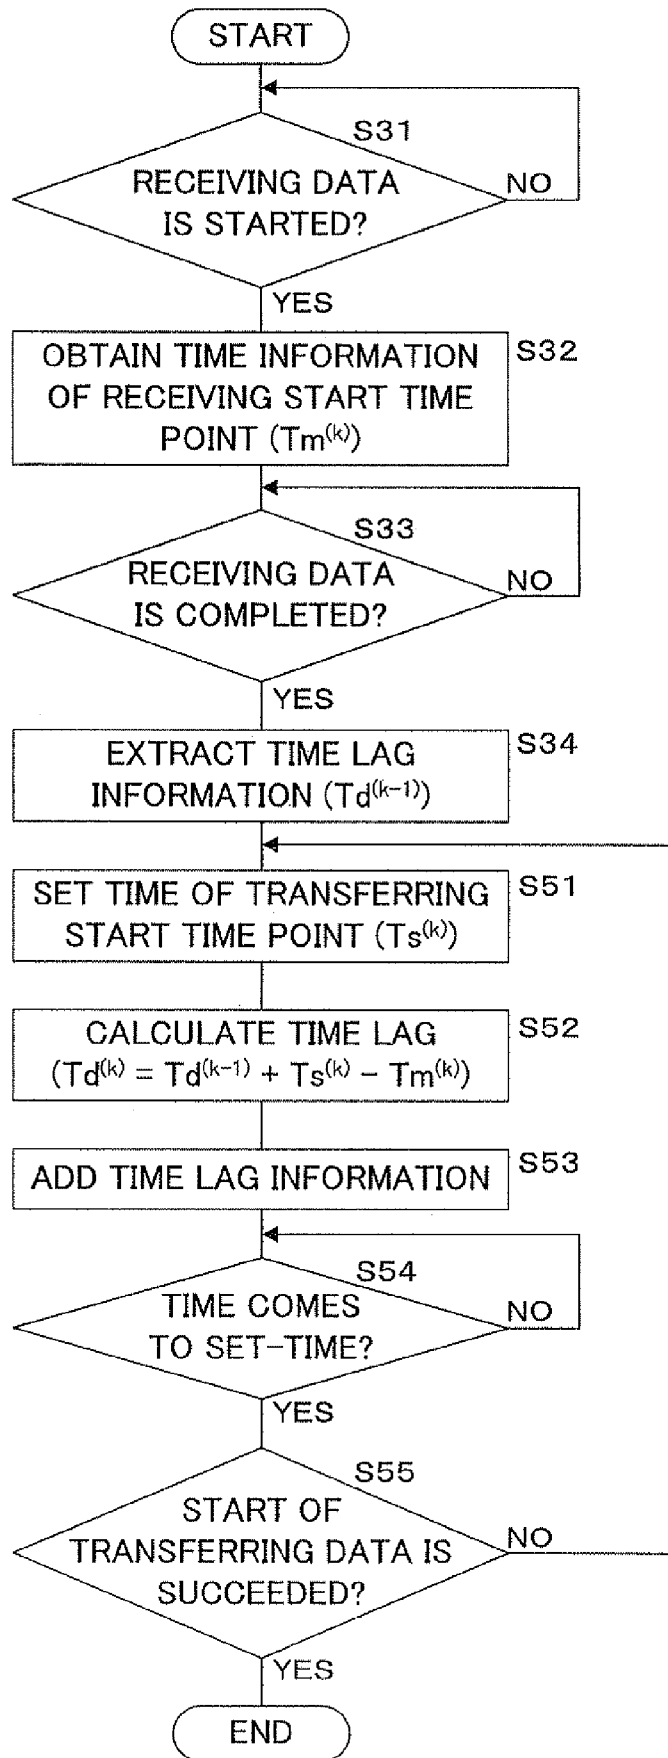 START
S31
RECEIVING DATA
IS STARTED?
NO
YES
OBTAIN TIME INFORMATION
OF RECEIVING START TIME
POINT (Tm(k))
S32
S33
RECEIVING DATA
IS COMPLETED?
NO
YES
EXTRACT TIME LAG
INFORMATION (Td(k−1))
S34
SET TIME OF TRANSFERRING
START TIME POINT (Ts(k))
S51
CALCULATE TIME LAG
(Td(k) = Td(k−1) + Ts(k) − Tm(k))
S52
ADD TIME LAG INFORMATION
S53
S54
TIME COMES
TO SET-TIME?
NO
YES
S55
START OF
TRANSFERRING DATA IS
SUCCEEDED?
NO
YES
END